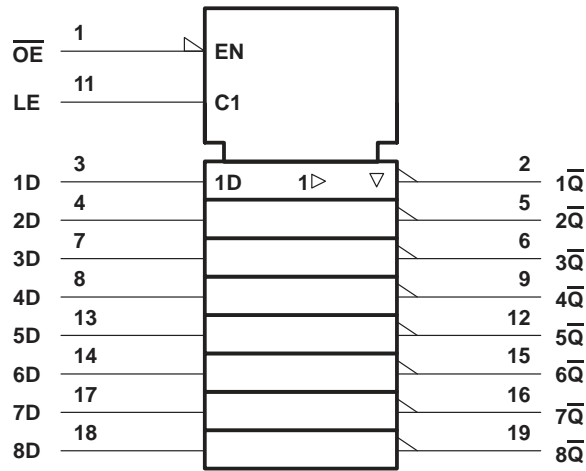 1
O̅E̅ EN
11
LE C1
3 2
1D 1D 1▷ ▽ 1Q̅
4 5
2D 2Q̅
7 6
3D 3Q̅
8 9
4D 4Q̅
13 12
5D 5Q̅
14 15
6D 6Q̅
17 16
7D 7Q̅
18 19
8D 8Q̅